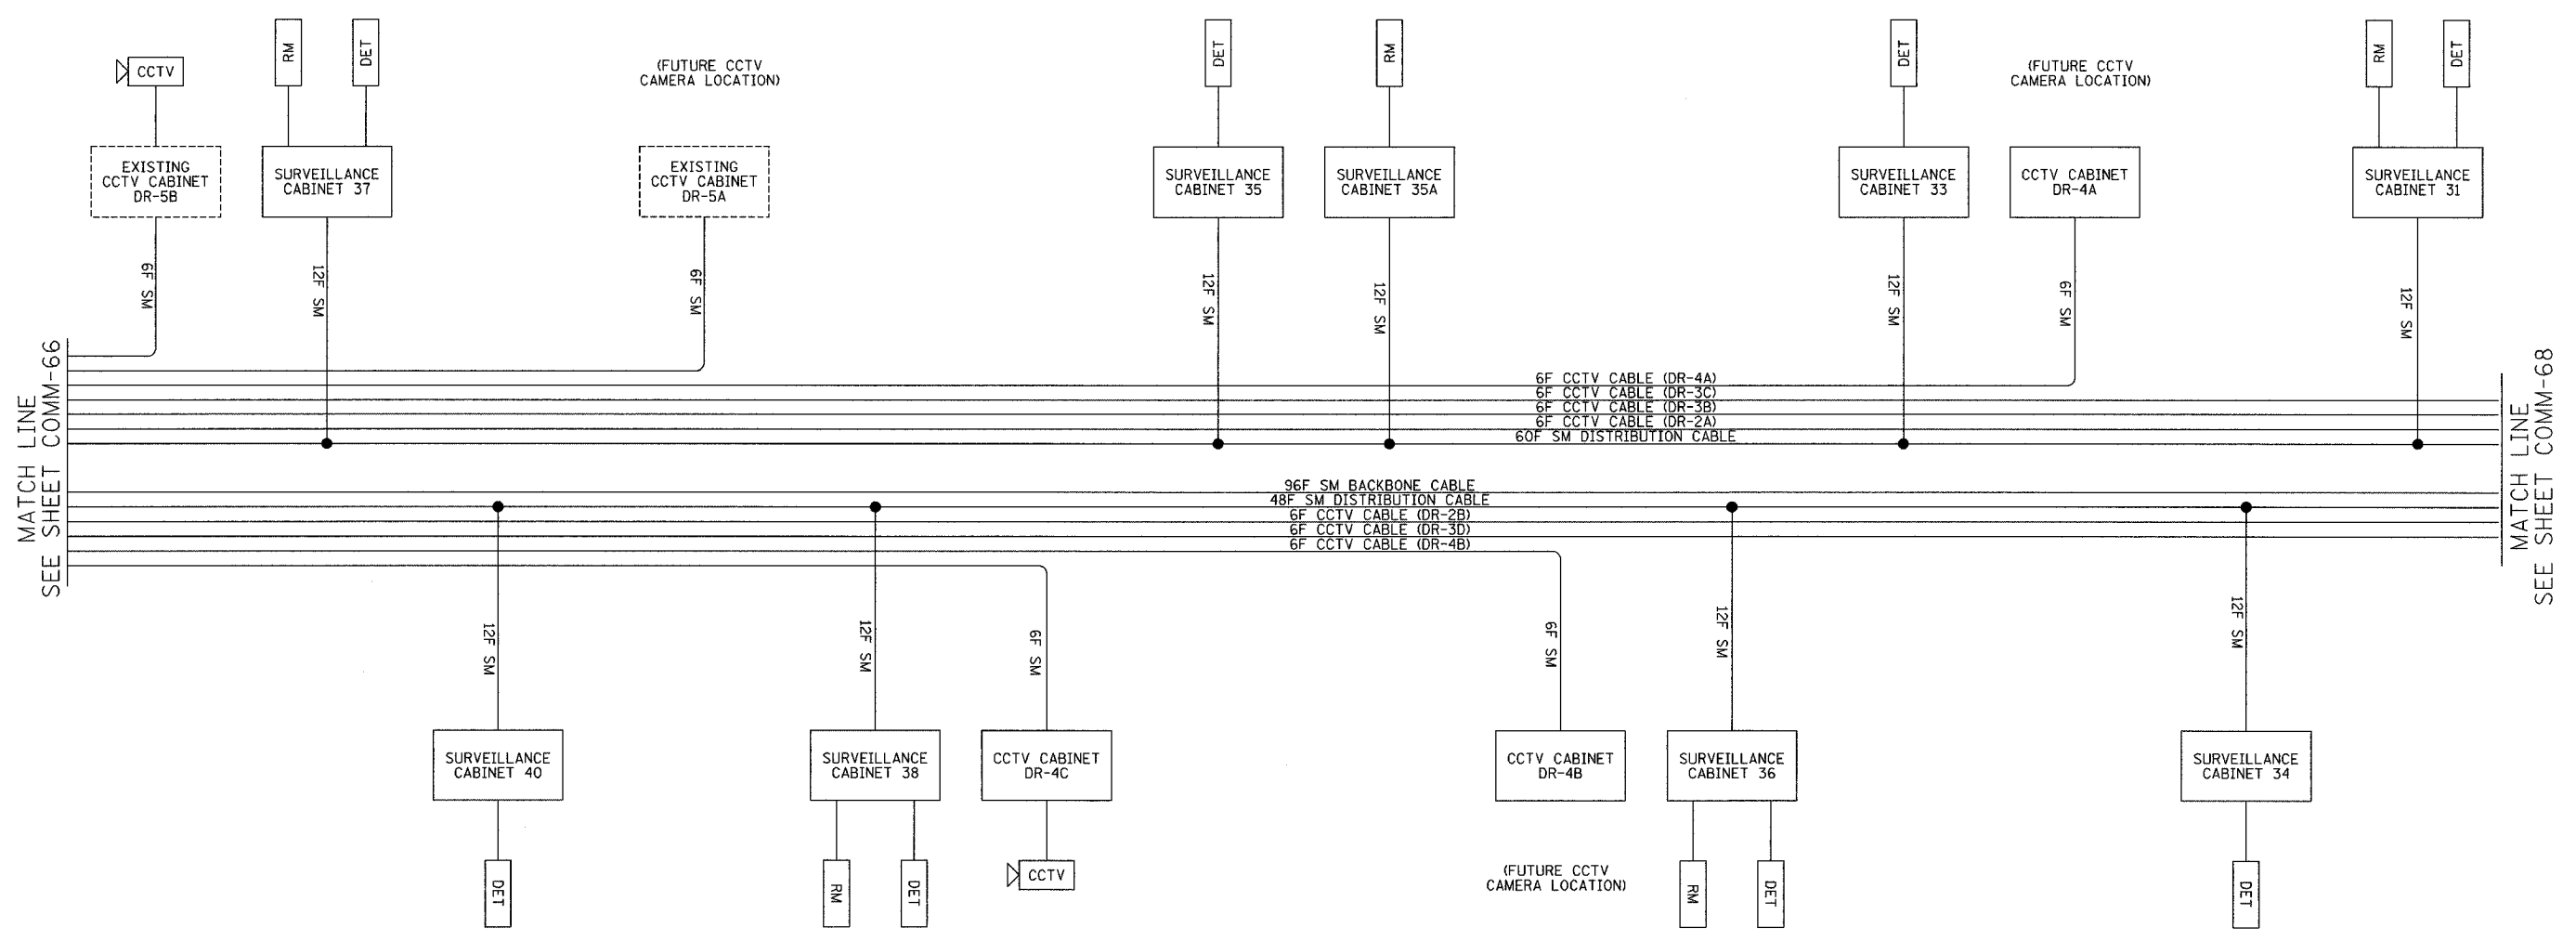 RM
DET
CCTV
(FUTURE CCTV
CAMERA LOCATION)
DET
RM
DET
(FUTURE CCTV
CAMERA LOCATION)
RM
DET
EXISTING
CCTV CABINET
DR-5B
SURVEILLANCE
CABINET 37
EXISTING
CCTV CABINET
DR-5A
SURVEILLANCE
CABINET 35
SURVEILLANCE
CABINET 35A
SURVEILLANCE
CABINET 33
CCTV CABINET
DR-4A
SURVEILLANCE
CABINET 31
6F SM
12F SM
6F SM
12F SM
12F SM
12F SM
6F SM
12F SM
MATCH LINE
SEE SHEET COMM-66
6F CCTV CABLE (DR-4A)
6F CCTV CABLE (DR-3C)
6F CCTV CABLE (DR-3B)
6F CCTV CABLE (DR-2A)
60F SM DISTRIBUTION CABLE
96F SM BACKBONE CABLE
48F SM DISTRIBUTION CABLE
6F CCTV CABLE (DR-2B)
6F CCTV CABLE (DR-3D)
6F CCTV CABLE (DR-4B)
MATCH LINE
SEE SHEET COMM-68
12F SM
12F SM
6F SM
6F SM
12F SM
12F SM
SURVEILLANCE
CABINET 40
SURVEILLANCE
CABINET 38
CCTV CABINET
DR-4C
CCTV CABINET
DR-4B
SURVEILLANCE
CABINET 36
SURVEILLANCE
CABINET 34
DET
RM
DET
CCTV
(FUTURE CCTV
CAMERA LOCATION)
RM
DET
DET